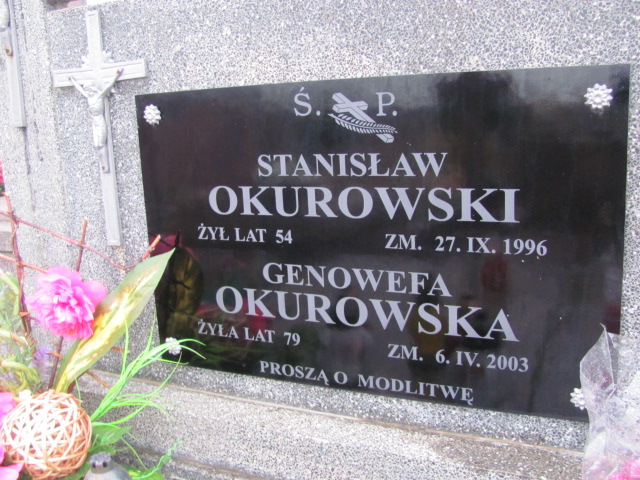 Ś. P.
STANISŁAW
OKUROWSKI
ŻYŁ LAT 54 ZM. 27. IX. 1996
GENOWEFA
OKUROWSKA
ŻYŁA LAT 79 ZM. 6. IV. 2003
PROSZĄ O MODLITWĘ